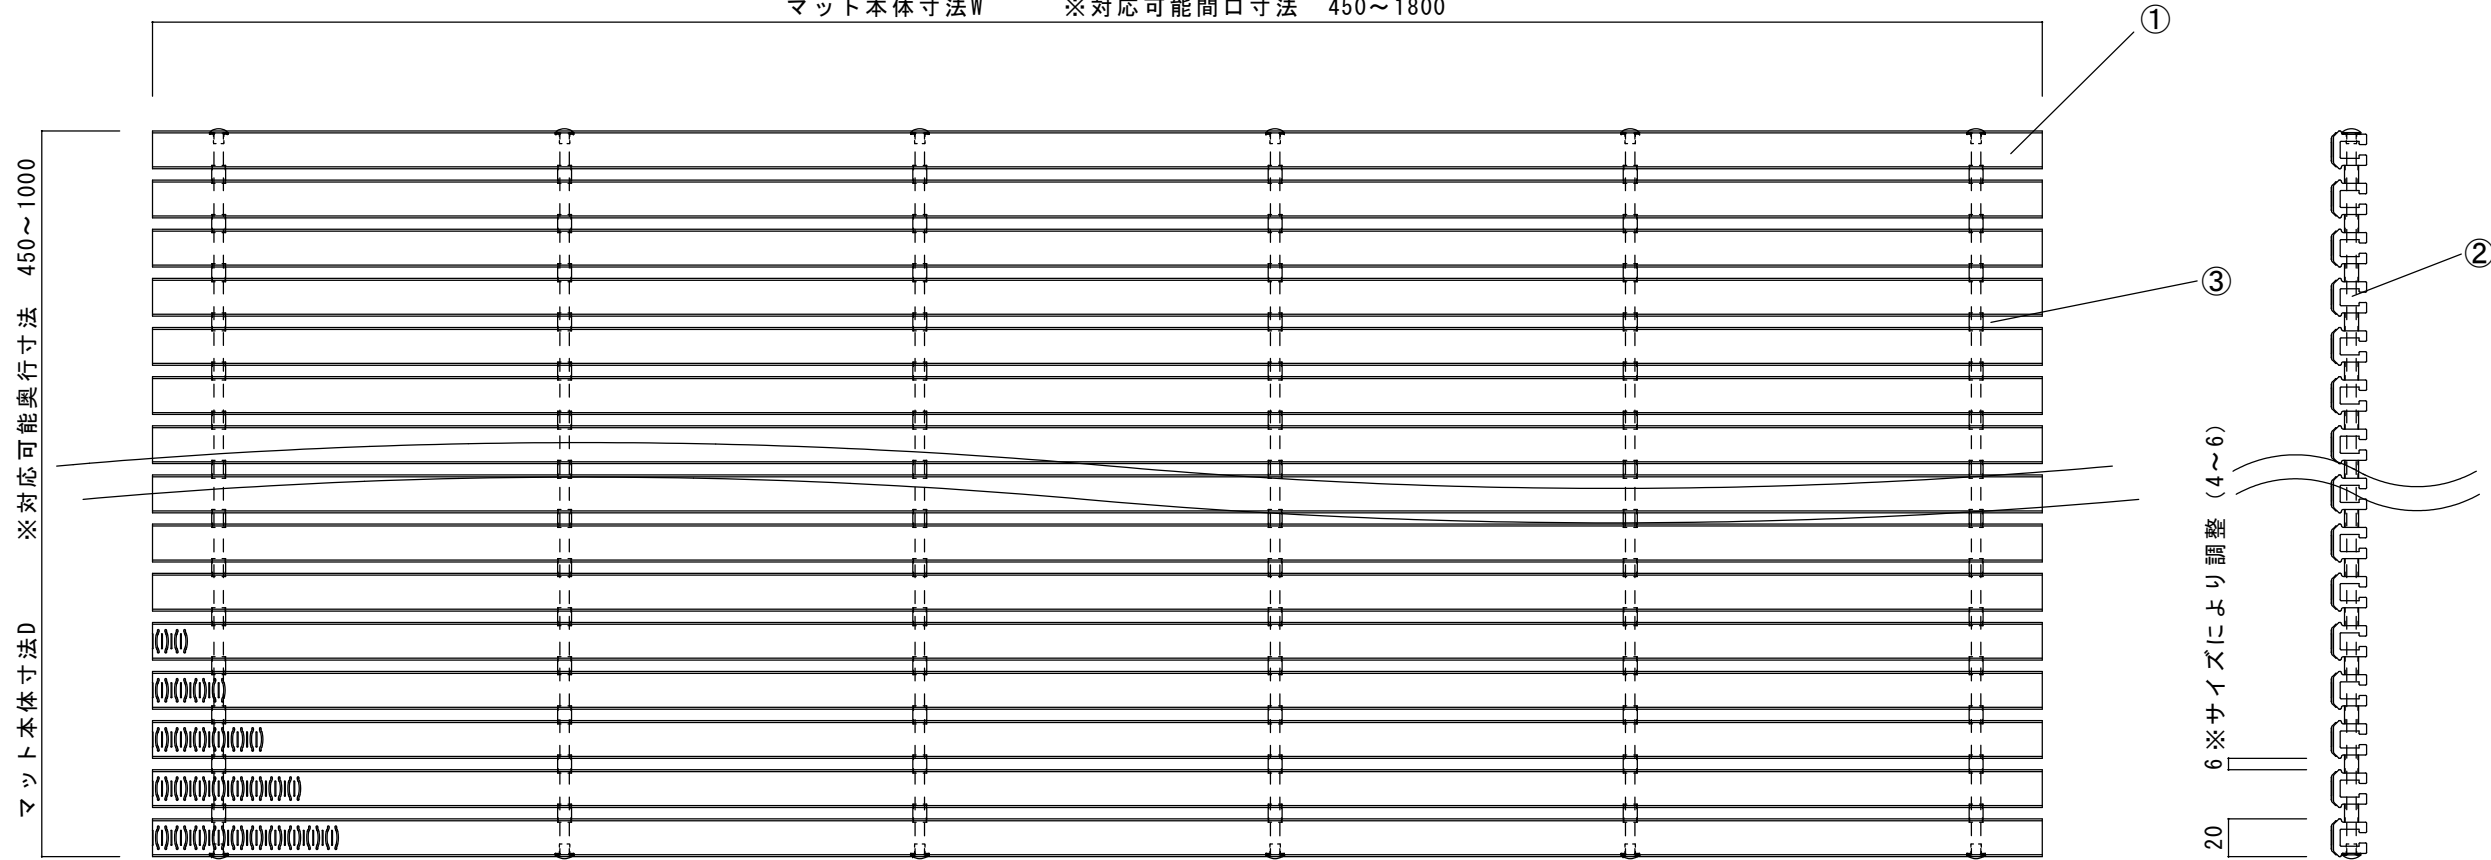 マット本体寸法W ※対応可能間口寸法 450～1800
①
マット本体寸法D ※対応可能奥行寸法 450～1000
③
②
6 ※サイズにより調整 (4～6)
20